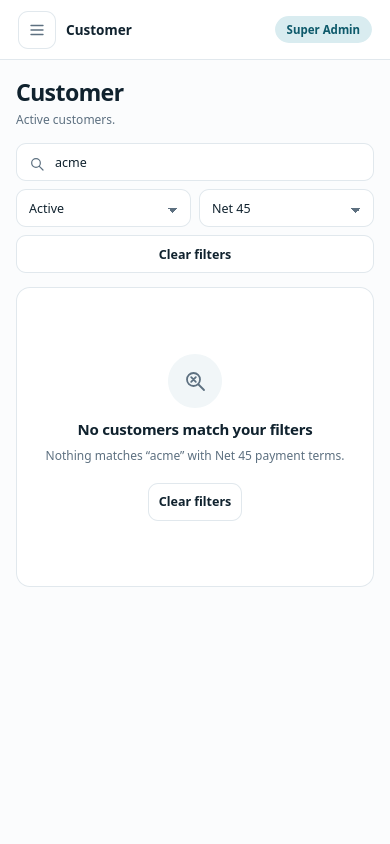 Customer
Super Admin
Customer
Active customers.
acme
Active
Net 45
Clear filters
No customers match your filters
Nothing matches “acme” with Net 45 payment terms.
Clear filters